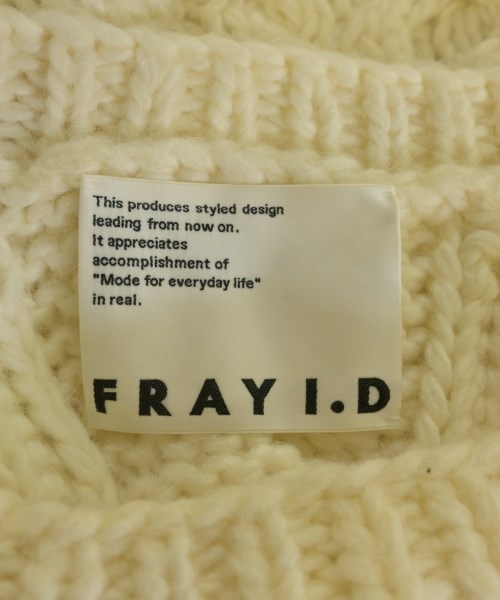 This produces styled design
leading from now on.
It appreciates
accomplishment of
"Mode for everyday life"
in real.
FRAY I.D